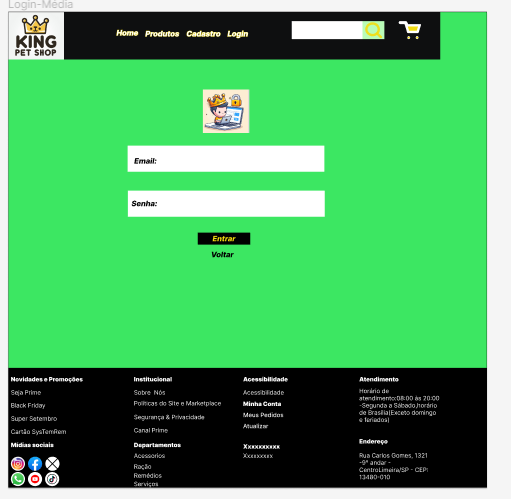 Login-Média
KING
PET SHOP
Home Produtos Cadastro Login
Email:
Senha:
Entrar
Voltar
Novidades e Promoções
Seja Prime
Black Friday
Super Setembro
Cartão SysTemRem
Mídias sociais
Institucional
Sobre Nós
Políticas do Site e Marketplace
Segurança & Privacidade
Canal Prime
Departamentos
Acessorios
Ração
Remédios
Serviços
Acessibilidade
Acessibilidade
Minha Conta
Meus Pedidos
Atualizar
Xxxxxxxxxx
Xxxxxxxxx
Atendimento
Horário de
atendimento:08:00 às 20:00
-Segunda a Sábado,horário
de Brasília(Exceto domingo
e feriados)
Endereço
Rua Carlos Gomes, 1321
-9° andar -
CentroLimeira/SP - CEP:
13480-010